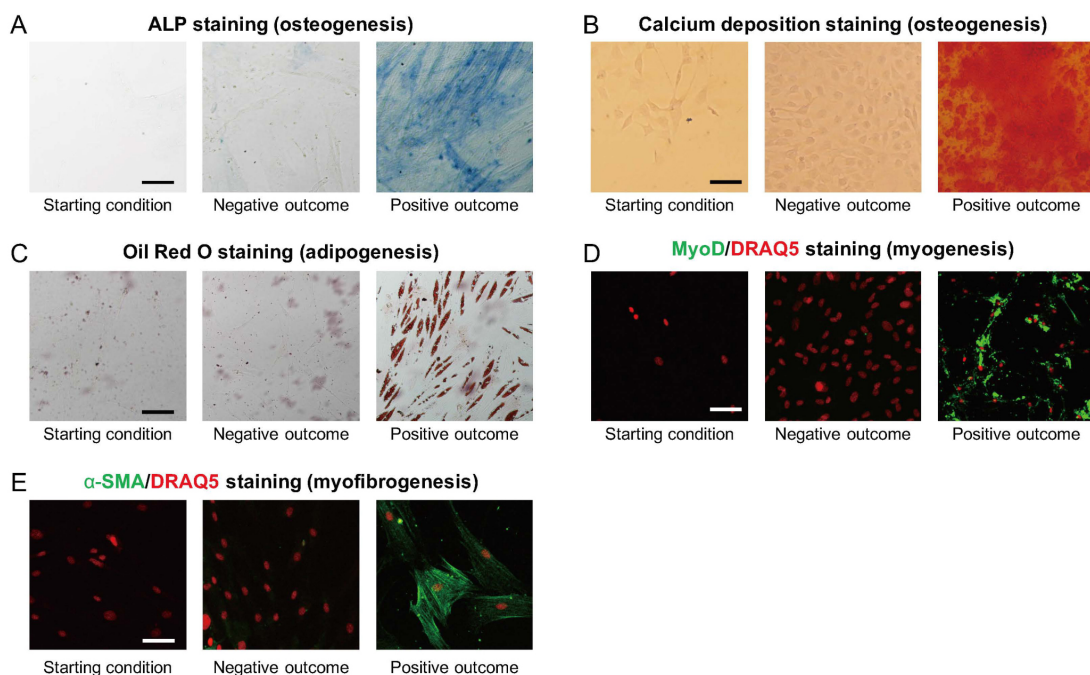 A
ALP staining (osteogenesis)
Starting condition
Negative outcome
Positive outcome
B
Calcium deposition staining (osteogenesis)
Starting condition
Negative outcome
Positive outcome
C
Oil Red O staining (adipogenesis)
Starting condition
Negative outcome
Positive outcome
D
MyoD/DRAQ5 staining (myogenesis)
Starting condition
Negative outcome
Positive outcome
E
α-SMA/DRAQ5 staining (myofibrogenesis)
Starting condition
Negative outcome
Positive outcome